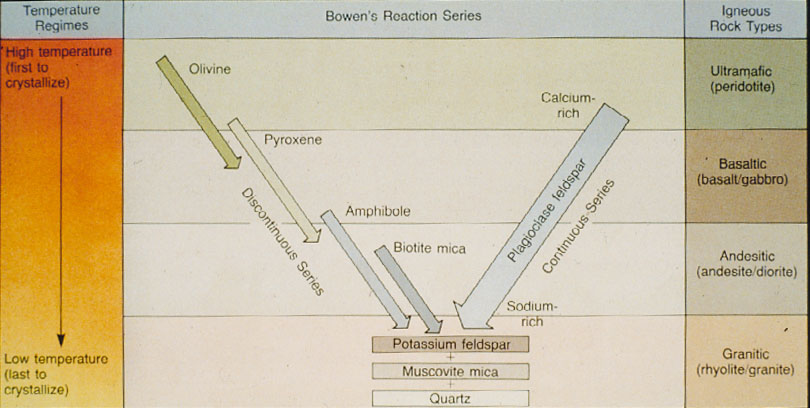 Temperature
Regimes
Bowen's Reaction Series
Igneous
Rock Types
High temperature
(first to
crystallize)
Olivine
Ultramafic
(peridotite)
Calcium-
rich
Pyroxene
Basaltic
(basalt/gabbro)
Plagioclase feldspar
Continuous Series
Discontinuous Series
Amphibole
Biotite mica
Andesitic
(andesite/diorite)
Sodium-
rich
Low temperature
(last to
crystallize)
Potassium feldspar
+
Muscovite mica
+
Quartz
Granitic
(rhyolite/granite)